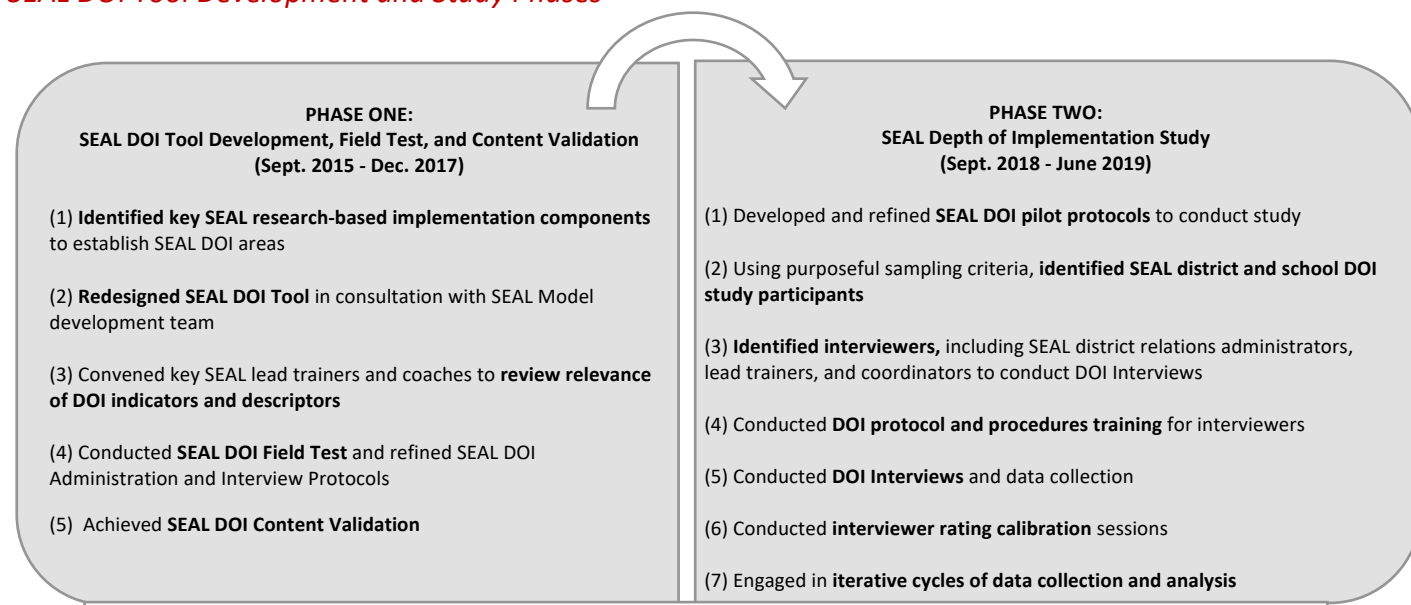 SEAL DOI Tool Development and Study Phases
PHASE ONE:
SEAL DOI Tool Development, Field Test, and Content Validation
(Sept. 2015 - Dec. 2017)
(1) Identified key SEAL research-based implementation components
to establish SEAL DOI areas
(2) Redesigned SEAL DOI Tool in consultation with SEAL Model
development team
(3) Convened key SEAL lead trainers and coaches to review relevance
of DOI indicators and descriptors
(4) Conducted SEAL DOI Field Test and refined SEAL DOI
Administration and Interview Protocols
(5) Achieved SEAL DOI Content Validation
PHASE TWO:
SEAL Depth of Implementation Study
(Sept. 2018 - June 2019)
(1) Developed and refined SEAL DOI pilot protocols to conduct study
(2) Using purposeful sampling criteria, identified SEAL district and school DOI
study participants
(3) Identified interviewers, including SEAL district relations administrators,
lead trainers, and coordinators to conduct DOI Interviews
(4) Conducted DOI protocol and procedures training for interviewers
(5) Conducted DOI Interviews and data collection
(6) Conducted interviewer rating calibration sessions
(7) Engaged in iterative cycles of data collection and analysis